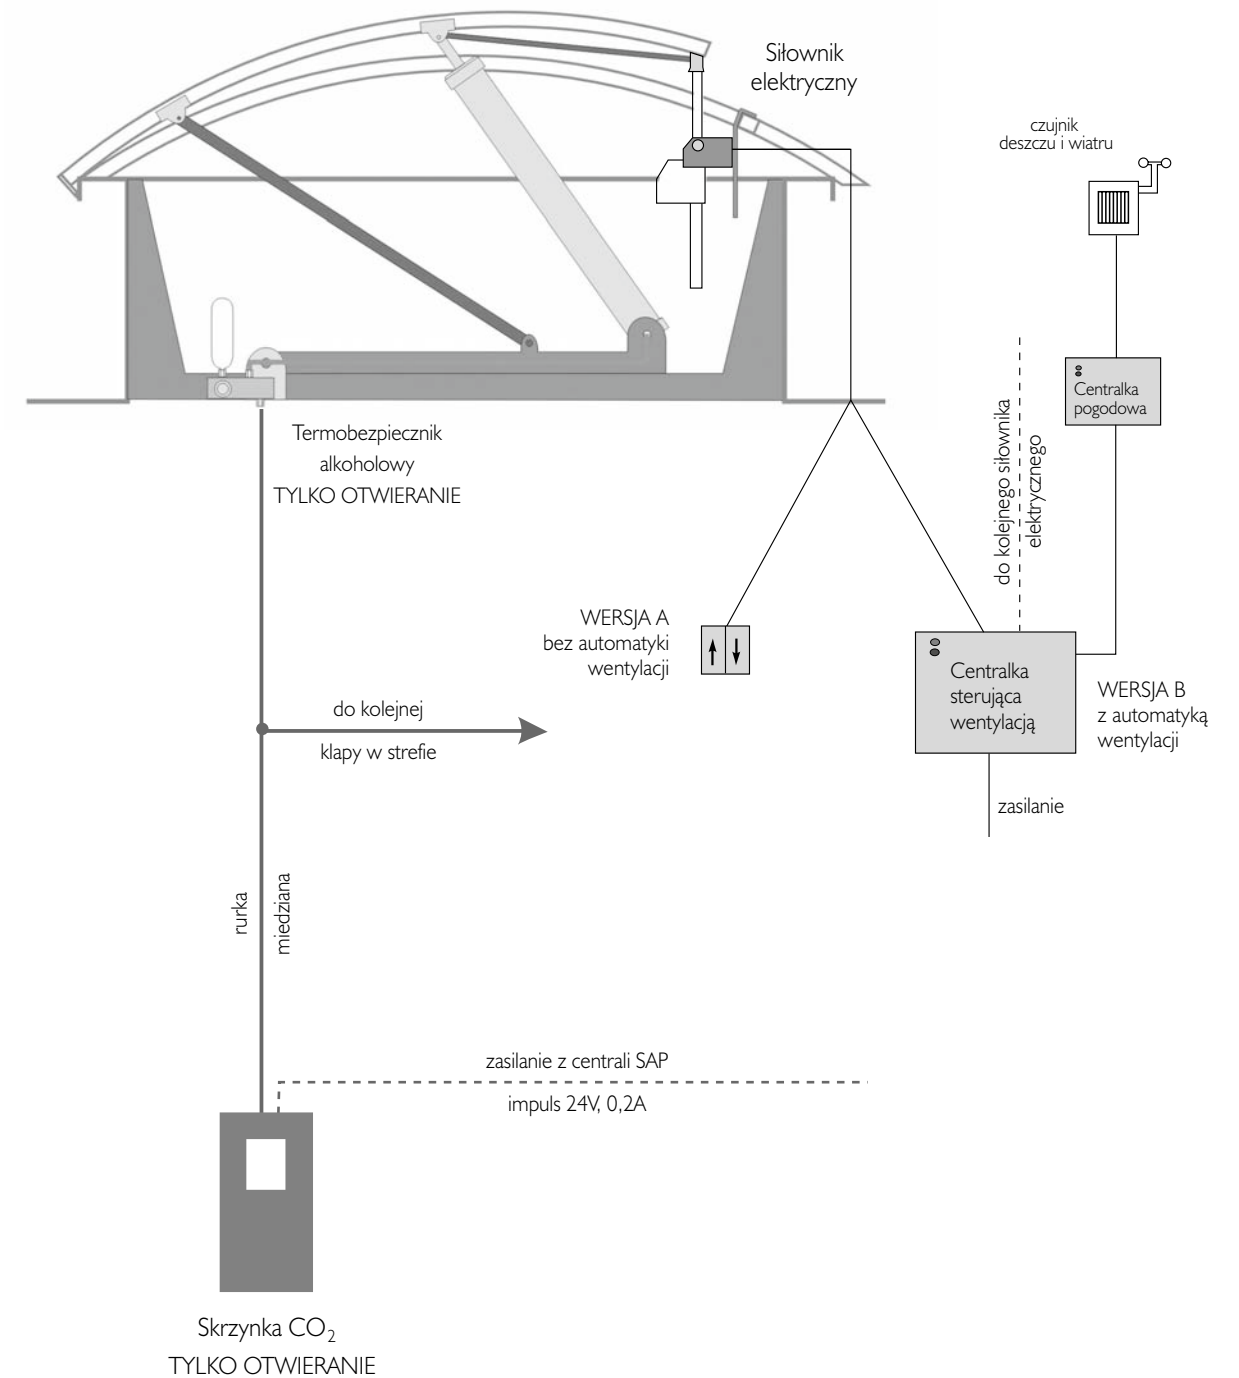 Siłownik
elektryczny
czujnik
deszczu i wiatru
Centralka
pogodowa
do kolejnego siłownika
elektrycznego
Termobezpiecznik
alkoholowy
TYLKO OTWIERANIE
WERSJA A
bez automatyki
wentylacji
Centralka
sterująca
wentylacją
WERSJA B
z automatyką
wentylacji
zasilanie
do kolejnej
klapy w strefie
rurka
miedziana
zasilanie z centrali SAP
impuls 24V, 0,2A
Skrzynka CO₂
TYLKO OTWIERANIE